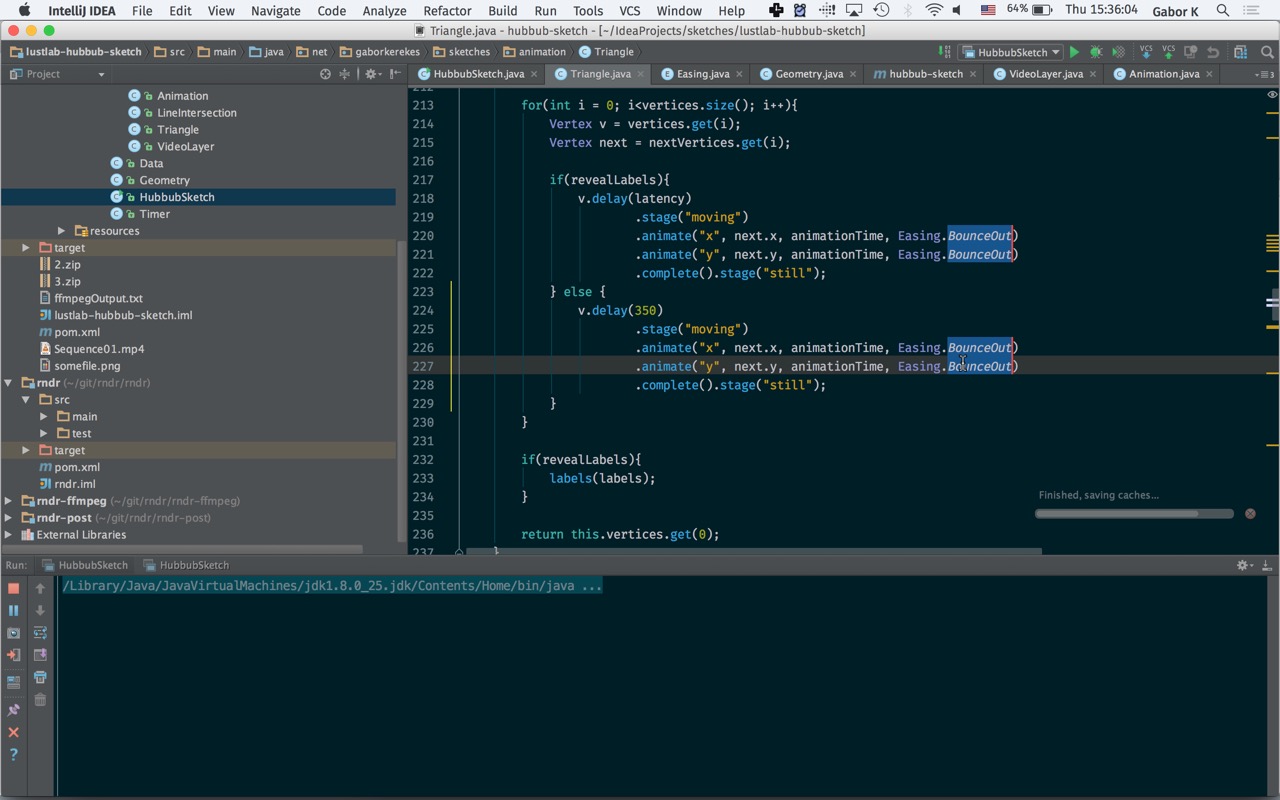 IntelliJ IDEA File Edit View Navigate Code Analyze Refactor Build Run Tools VCS Window Help 64% Thu 15:36:04 Gabor K
Triangle.java - hubbub-sketch - [~/IdeaProjects/sketches/lustlab-hubbub-sketch]
lustlab-hubbub-sketch src main java net gaborkerekes sketches animation Triangle HubbubSketch VCS VCS
Project HubbubSketch.java Triangle.java Easing.java Geometry.java hubbub-sketch VideoLayer.java Animation.java
Animation
LineIntersection
Triangle
VideoLayer
Data
Geometry
HubbubSketch
Timer
resources
target
2.zip
3.zip
ffmpegOutput.txt
lustlab-hubbub-sketch.iml
pom.xml
Sequence01.mp4
somefile.png
rndr (~/git/rndr/rndr)
src
main
test
target
pom.xml
rndr.iml
rndr-ffmpeg (~/git/rndr/rndr-ffmpeg)
rndr-post (~/git/rndr/rndr-post)
External Libraries
212
213 for(int i = 0; i<vertices.size(); i++){
214 Vertex v = vertices.get(i);
215 Vertex next = nextVertices.get(i);
216
217 if(revealLabels){
218 v.delay(latency)
219 .stage("moving")
220 .animate("x", next.x, animationTime, Easing.BounceOut)
221 .animate("y", next.y, animationTime, Easing.BounceOut)
222 .complete().stage("still");
223 } else {
224 v.delay(350)
225 .stage("moving")
226 .animate("x", next.x, animationTime, Easing.BounceOut)
227 .animate("y", next.y, animationTime, Easing.BounceOut)
228 .complete().stage("still");
229 }
230 }
231
232 if(revealLabels){
233 labels(labels);
234 }
235
236 return this.vertices.get(0);
237 }
Finished, saving caches...
Run: HubbubSketch HubbubSketch
/Library/Java/JavaVirtualMachines/jdk1.8.0_25.jdk/Contents/Home/bin/java ...